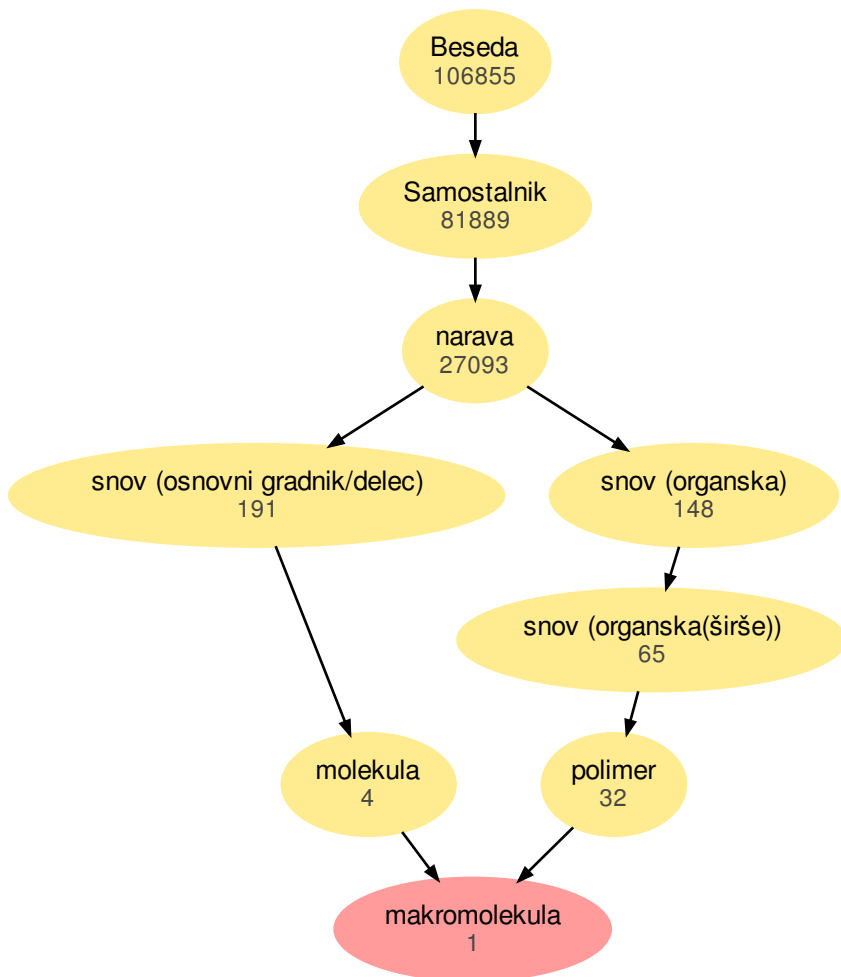 Beseda
106855
Samostalnik
81889
narava
27093
snov (osnovni gradnik/delec)
191
snov (organska)
148
snov (organska(širše))
65
molekula
4
polimer
32
makromolekula
1